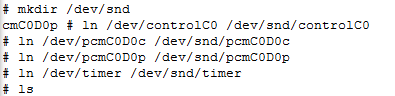 # mkdir /dev/snd
cmC0D0p # ln /dev/controlC0 /dev/snd/controlC0
# ln /dev/pcmC0D0c /dev/snd/pcmC0D0c
# ln /dev/pcmC0D0p /dev/snd/pcmC0D0p
# ln /dev/timer /dev/snd/timer
# ls